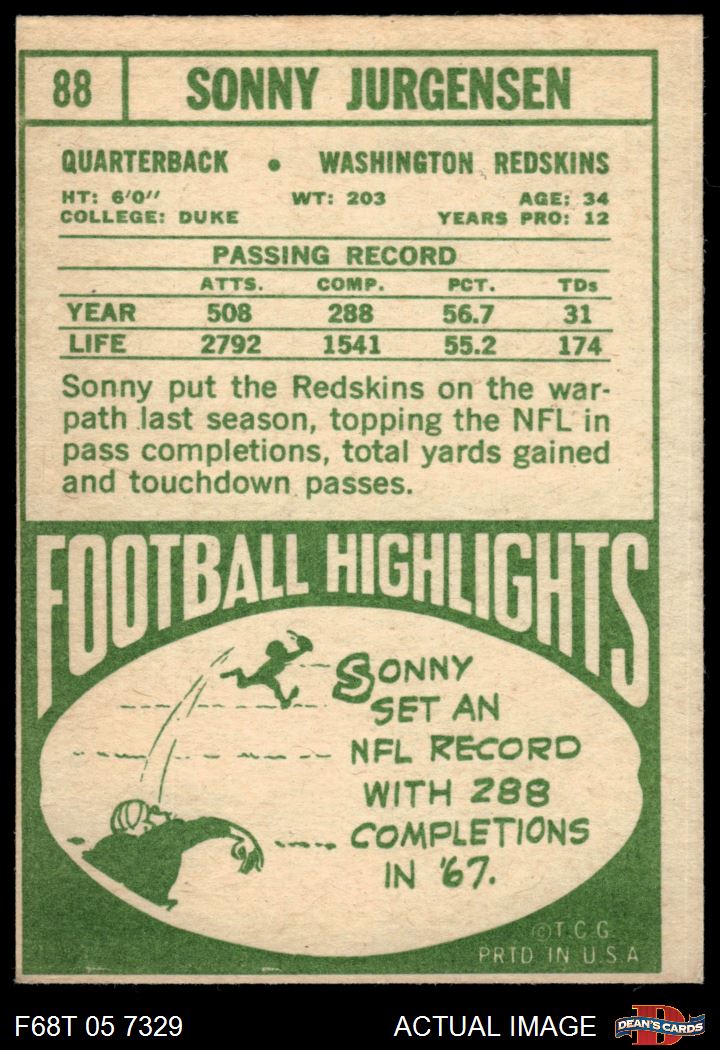 88 SONNY JURGENSEN
QUARTERBACK • WASHINGTON REDSKINS
HT: 6'0" WT: 203 AGE: 34
COLLEGE: DUKE YEARS PRO: 12
PASSING RECORD
ATTS. COMP. PCT. TDs
YEAR 508 288 56.7 31
LIFE 2792 1541 55.2 174
Sonny put the Redskins on the war-
path last season, topping the NFL in
pass completions, total yards gained
and touchdown passes.
FOOTBALL HIGHLIGHTS
SONNY
SET AN
NFL RECORD
WITH 288
COMPLETIONS
IN '67.
©T.C.G.
PRTD IN U.S.A
F68T 05 7329 ACTUAL IMAGE D DEAN'S CARDS